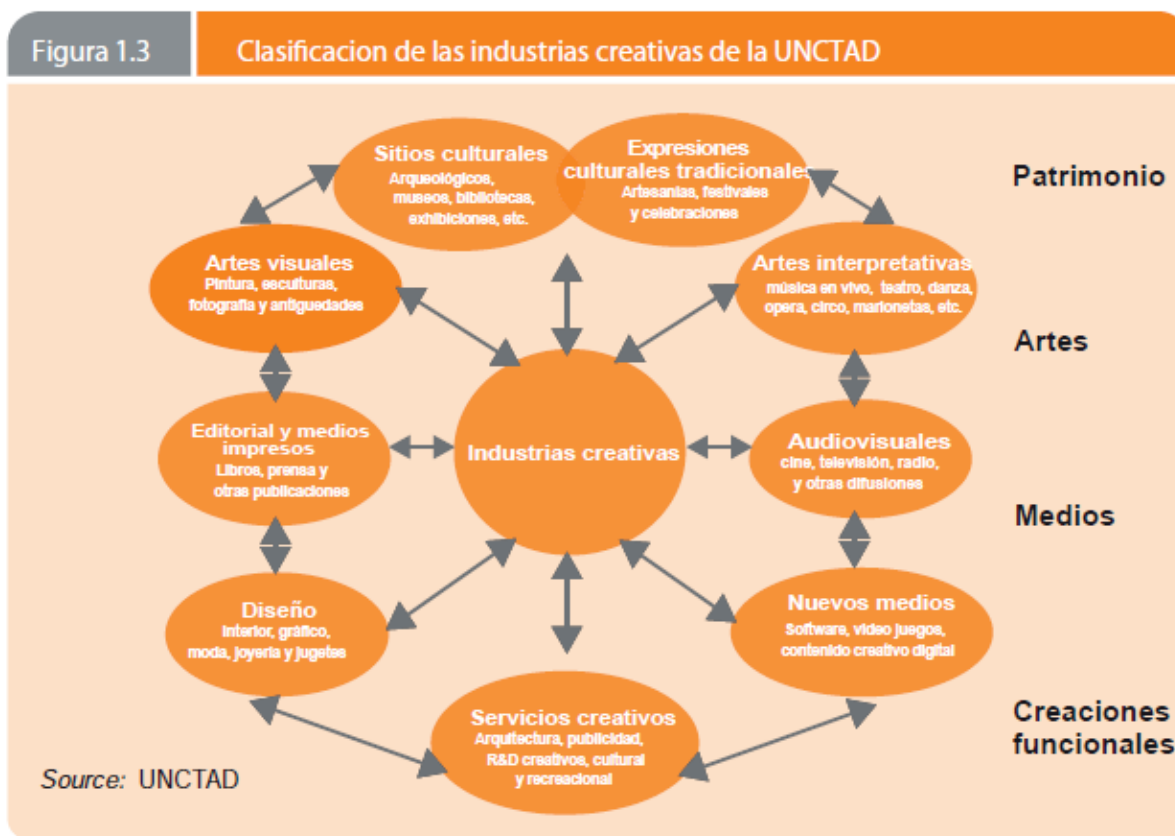 Figura 1.3
Clasificacion de las industrias creativas de la UNCTAD
Sitios culturales
Arqueológicos,
museos, bibliotecas,
exhibiciones, etc.
Expresiones
culturales tradicionales
Artesanías, festivales
y celebraciones
Patrimonio
Artes visuales
Pintura, esculturas,
fotografía y antiguedades
Artes interpretativas
música en vivo, teatro, danza,
opera, circo, marionetas, etc.
Artes
Editorial y medios
impresos
Libros, prensa y
otras publicaciones
Industrias creativas
Audiovisuales
cine, televisión, radio,
y otras difusiones
Medios
Diseño
Interior, gráfico,
moda, joyería y jugetes
Nuevos medios
Software, video juegos,
contenido creativo digital
Servicios creativos
Arquitectura, publicidad,
R&D creativos, cultural
y recreacional
Creaciones
funcionales
Source: UNCTAD